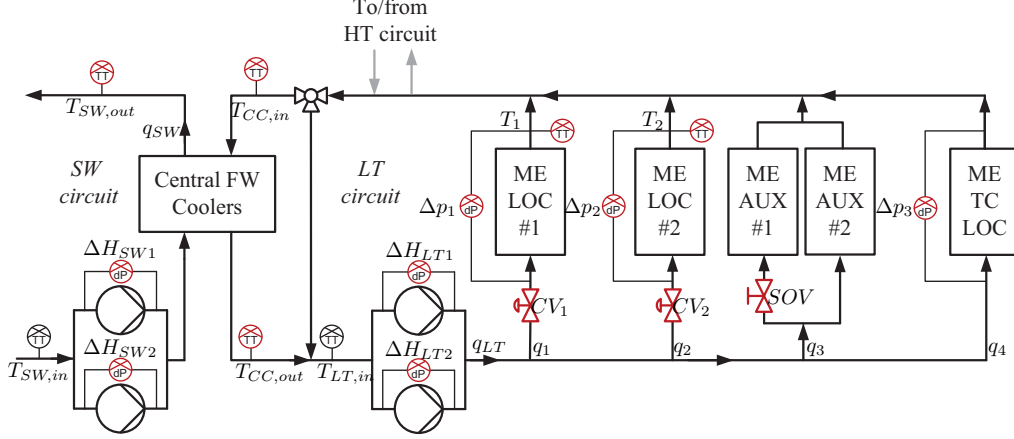 To/from
HT circuit
TT
TT
T_{SW,out}
T_{CC,in}
q_{SW}
T_1
TT
T_2
TT
SW
circuit
Central FW
Coolers
LT
circuit
Δp_1
dP
ME
LOC
#1
Δp_2
dP
ME
LOC
#2
ME
AUX
#1
ME
AUX
#2
Δp_3
dP
ME
TC
LOC
ΔH_{SW1}
dP
ΔH_{LT1}
dP
CV_1
CV_2
SOV
TT
T_{SW,in}
ΔH_{SW2}
dP
TT
T_{CC,out}
TT
T_{LT,in}
ΔH_{LT2}
dP
q_{LT}
q_1
q_2
q_3
q_4